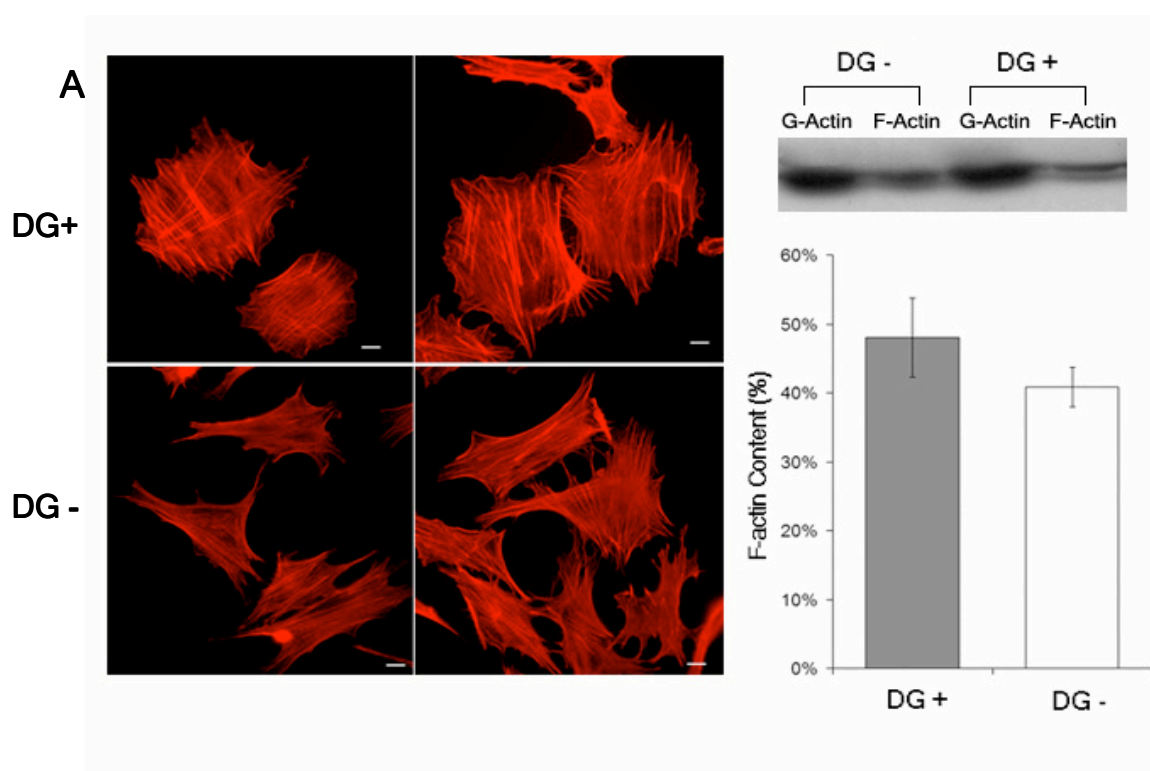 A
DG+
DG -
DG - DG +
G-Actin F-Actin G-Actin F-Actin
60%
50%
40%
30%
20%
10%
0%
F-actin Content (%)
DG + DG -